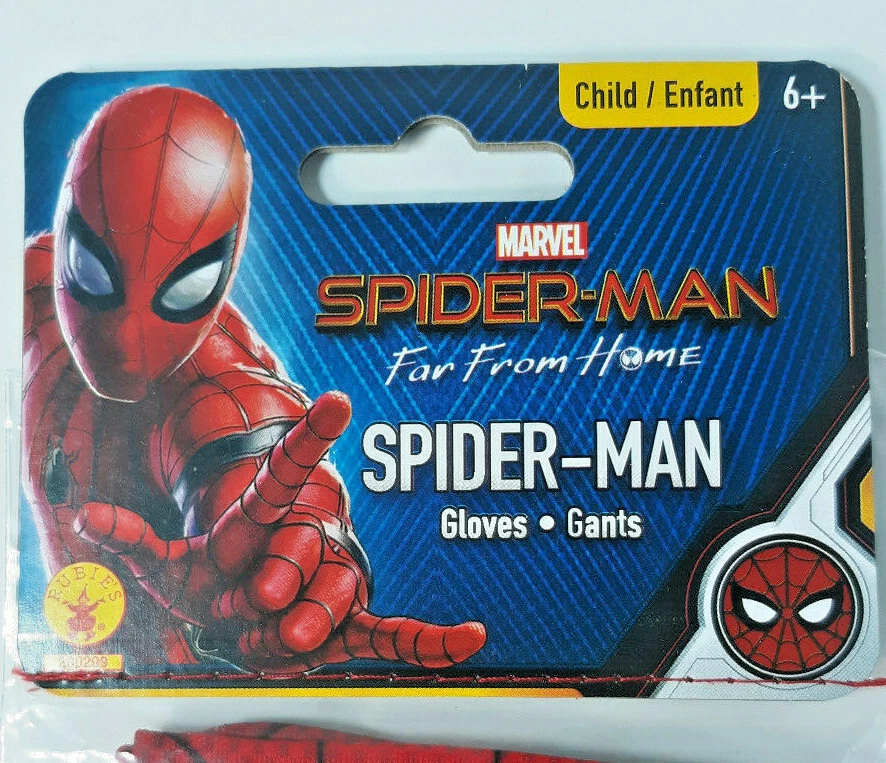 Child / Enfant 6+
MARVEL
SPIDER-MAN
Far From Home
SPIDER-MAN
Gloves • Gants
RUBIE'S
®